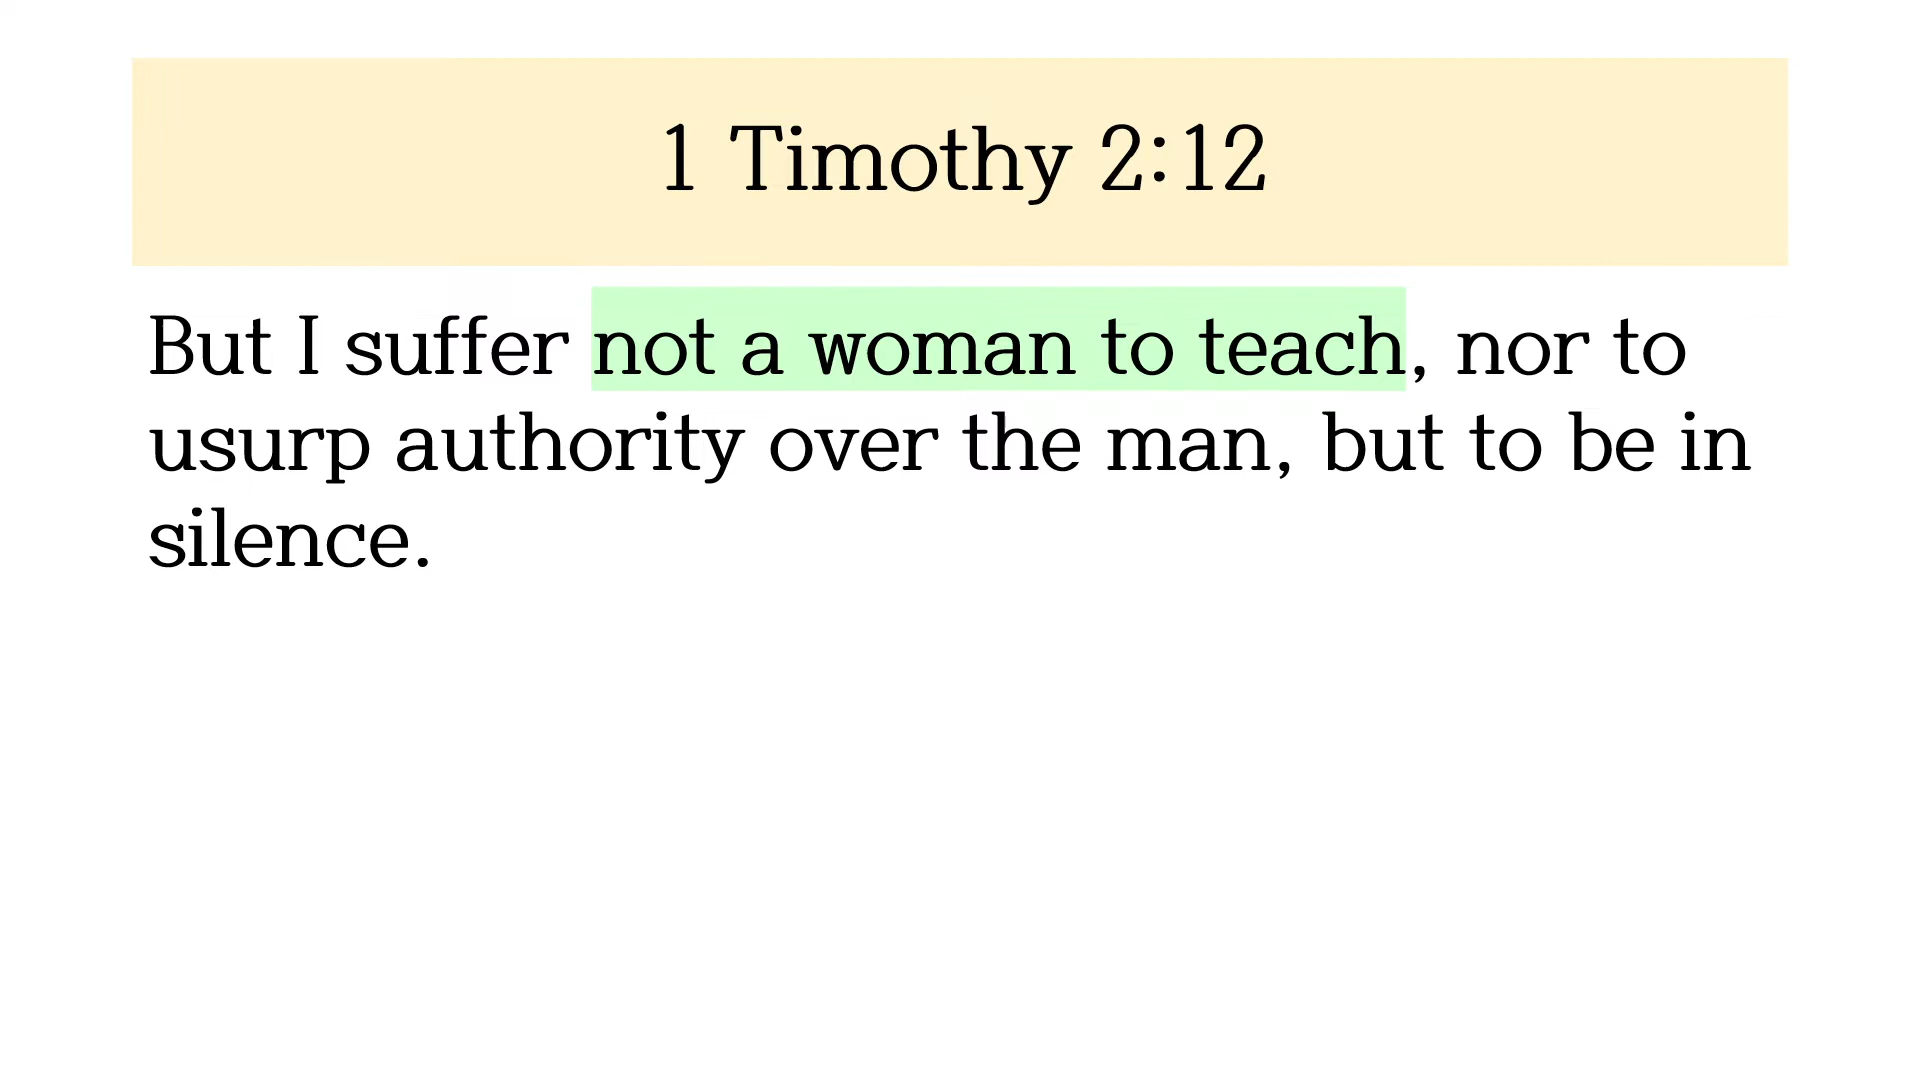 1 Timothy 2:12
But I suffer not a woman to teach, nor to
usurp authority over the man, but to be in
silence.